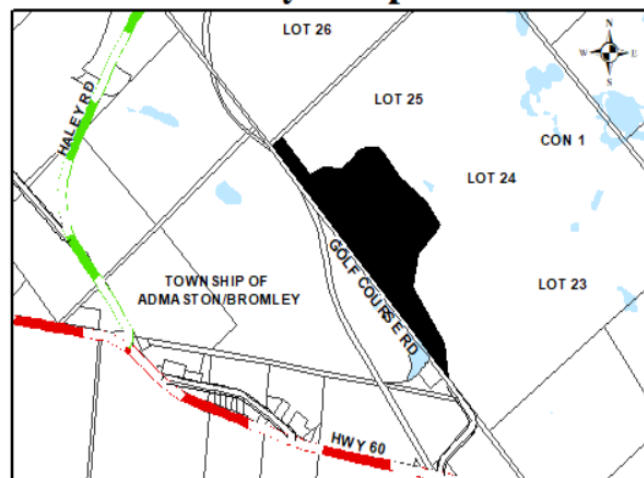 LOT 26
N
W E
S
HALEY RD
LOT 25
CON 1
LOT 24
TOWNSHIP OF
ADMASTON/BROMLEY
GOLF COURSE RD
LOT 23
HWY 60